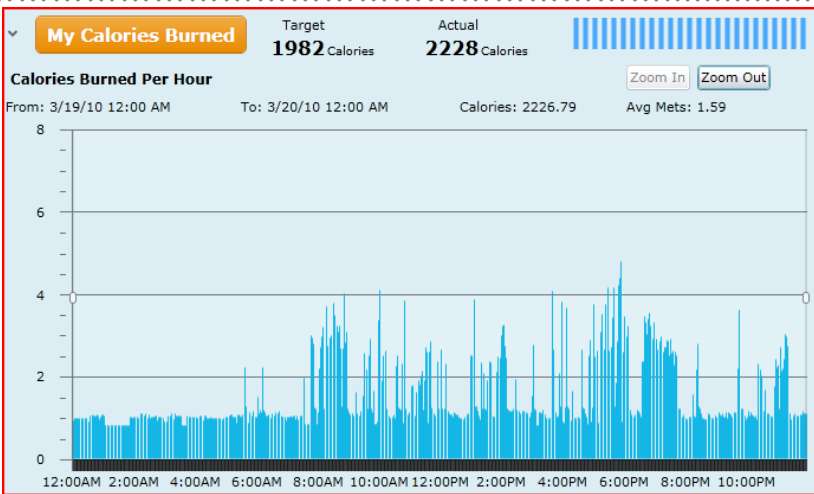 Target Actual
My Calories Burned 1982 Calories 2228 Calories
Calories Burned Per Hour Zoom In Zoom Out
From: 3/19/10 12:00 AM To: 3/20/10 12:00 AM Calories: 2226.79 Avg Mets: 1.59
8
6
4
2
0
12:00AM 2:00AM 4:00AM 6:00AM 8:00AM 10:00AM 12:00PM 2:00PM 4:00PM 6:00PM 8:00PM 10:00PM